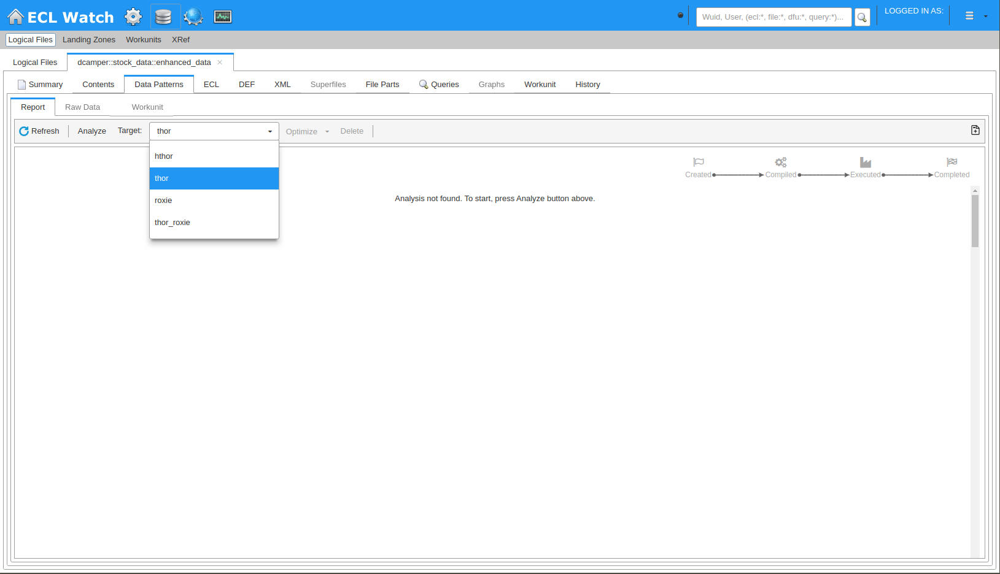 ECL Watch
Wuid, User, (ecl:*, file:*, dfu:*, query:*)...
LOGGED IN AS:
Logical Files Landing Zones Workunits XRef
Logical Files dcamper::stock_data::enhanced_data
Summary Contents Data Patterns ECL DEF XML Superfiles File Parts Queries Graphs Workunit History
Report Raw Data Workunit
Refresh Analyze Target: thor Optimize Delete
hthor
thor
roxie
thor_roxie
Created Compiled Executed Completed
Analysis not found. To start, press Analyze button above.